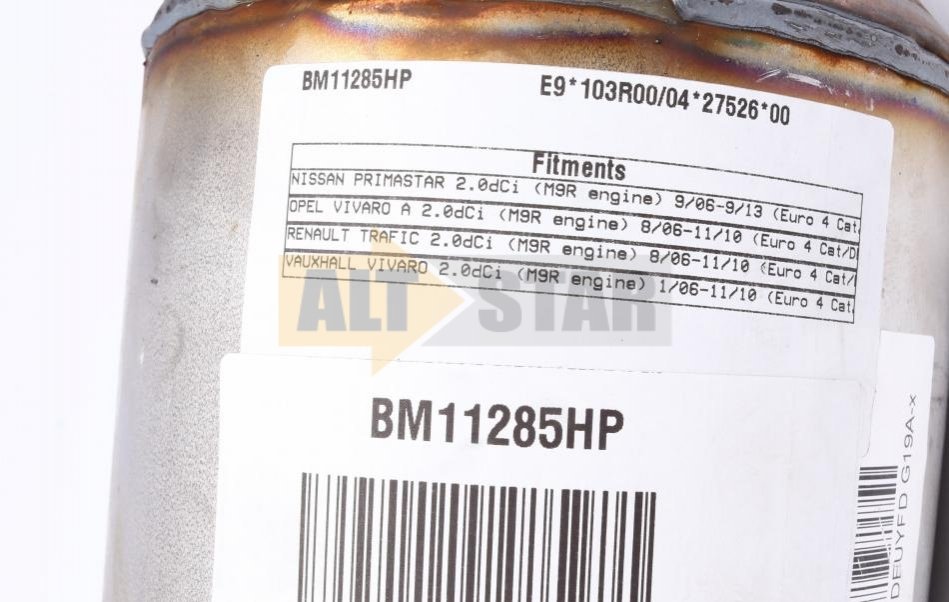 BM11285HP E9*103R00/04*27526*00
Fitments
NISSAN PRIMASTAR 2.0dCi (M9R engine) 9/06-9/13 (Euro 4 Cat
OPEL VIVARO A 2.0dCi (M9R engine) 8/06-11/10 (Euro 4 Cat/D
RENAULT TRAFIC 2.0dCi (M9R engine) 8/06-11/10 (Euro 4 Cat/
VAUXHALL VIVARO 2.0dCi (M9R engine) 1/06-11/10 (Euro 4 Cat
ALT STAR
BM11285HP
DEUYFD G19A-x